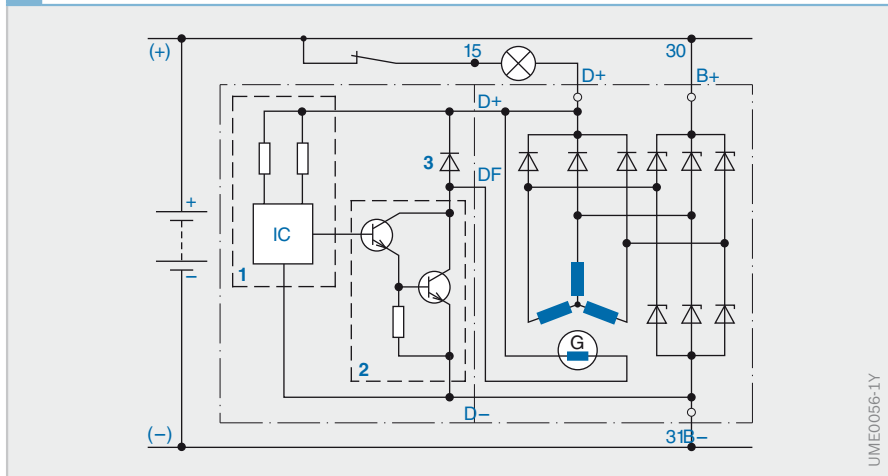 (+)
15
30
D+
B+
D+
3
DF
+
IC
−
1
2
G
D−
(−)
31B−
UME0056-1Y